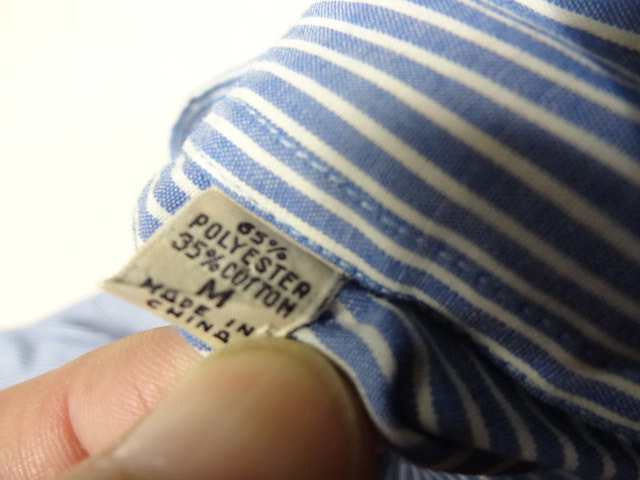 65%
POLYESTER
35% COTTON
M
MADE IN
CHINA